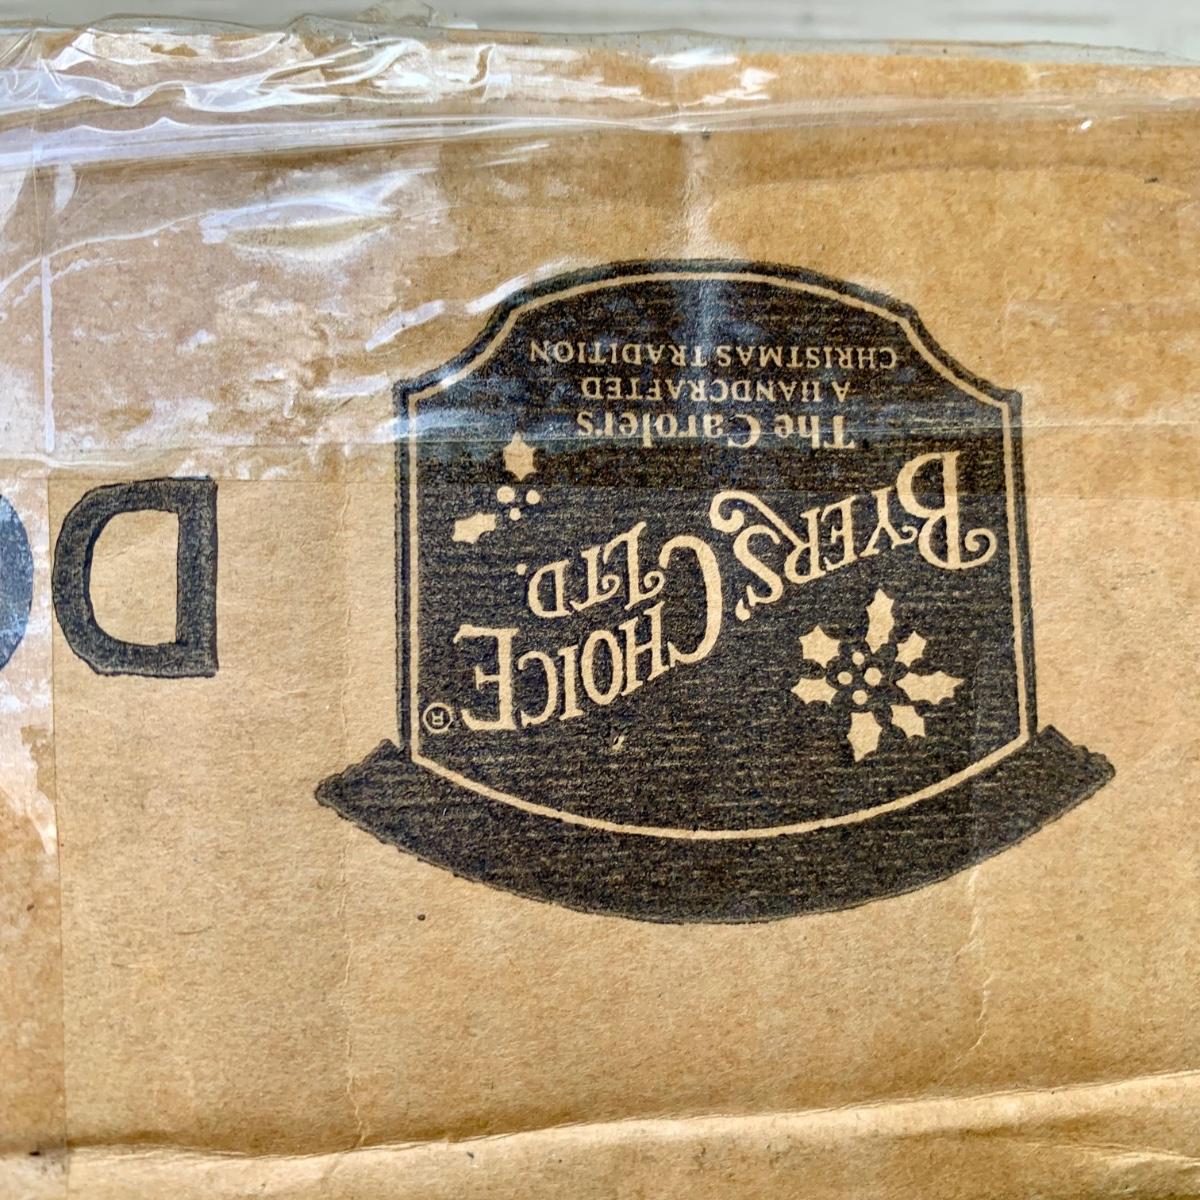 BYERS' CHOICE LTD.®
The Carolers
A HANDCRAFTED
CHRISTMAS TRADITION
D